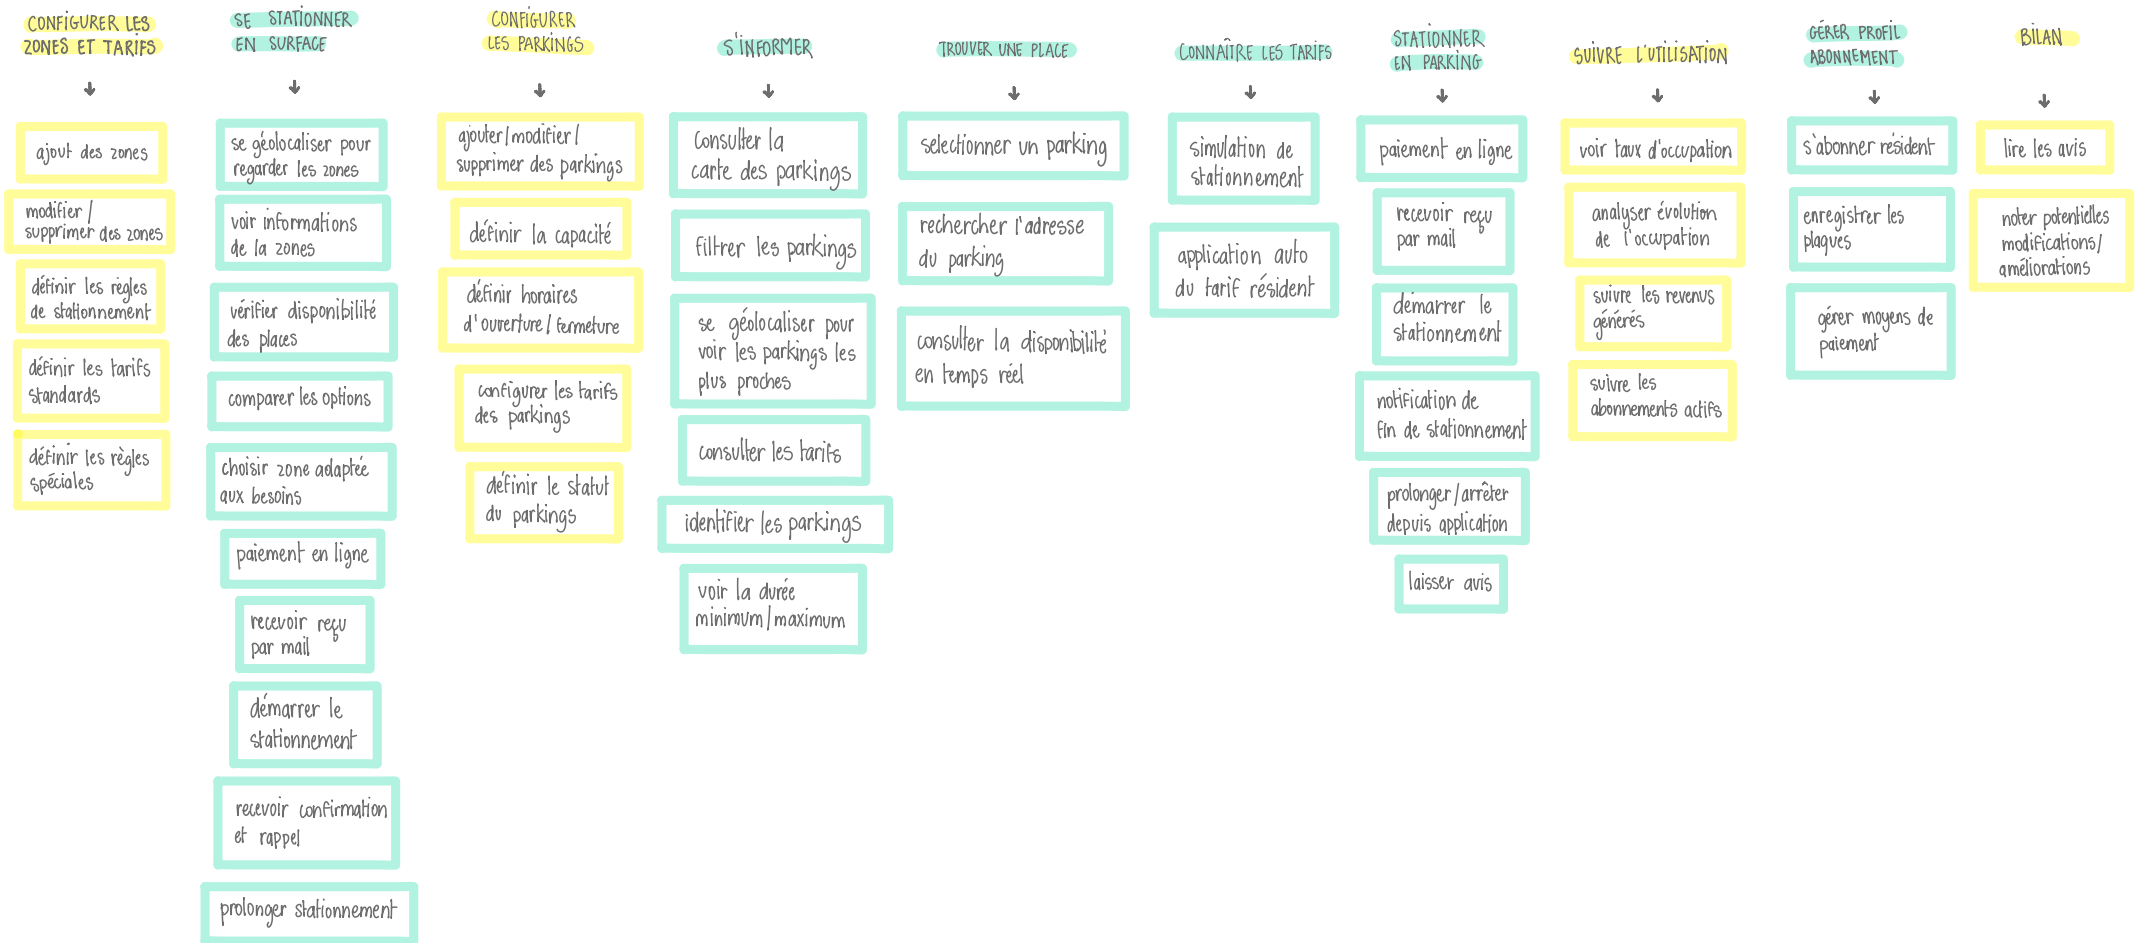 CONFIGURER LES
ZONES ET TARIFS
ajout des zones
modifier /
supprimer des zones
définir les règles
de stationnement
définir les tarifs
standards
définir les règles
spéciales
SE STATIONNER
EN SURFACE
se géolocaliser pour
regarder les zones
voir informations
de la zones
vérifier disponibilité
des places
comparer les options
choisir zone adaptée
aux besoins
paiement en ligne
recevoir reçu
par mail
démarrer le
stationnement
recevoir confirmation
et rappel
prolonger stationnement
CONFIGURER
LES PARKINGS
ajouter/modifier/
supprimer des parkings
définir la capacité
définir horaires
d'ouverture/fermeture
configurer les tarifs
des parkings
définir le statut
du parkings
S'INFORMER
Consulter la
carte des parkings
filtrer les parkings
se géolocaliser pour
voir les parkings les
plus proches
consulter les tarifs
identifier les parkings
voir la durée
minimum/maximum
TROUVER UNE PLACE
selectionner un parking
rechercher l'adresse
du parking
consulter la disponibilité
en temps réel
CONNAÎTRE LES TARIFS
simulation de
stationnement
application auto
du tarif résident
STATIONNER
EN PARKING
paiement en ligne
recevoir reçu
par mail
démarrer le
stationnement
notification de
fin de stationnement
prolonger/arrêter
depuis application
laisser avis
SUIVRE L'UTILISATION
voir taux d'occupation
analyser évolution
de l'occupation
suivre les revenus
générés
suivre les
abonnements actifs
GÉRER PROFIL
ABONNEMENT
s'abonner résident
enregistrer les
plaques
gérer moyens de
paiement
BILAN
lire les avis
noter potentielles
modifications/
améliorations